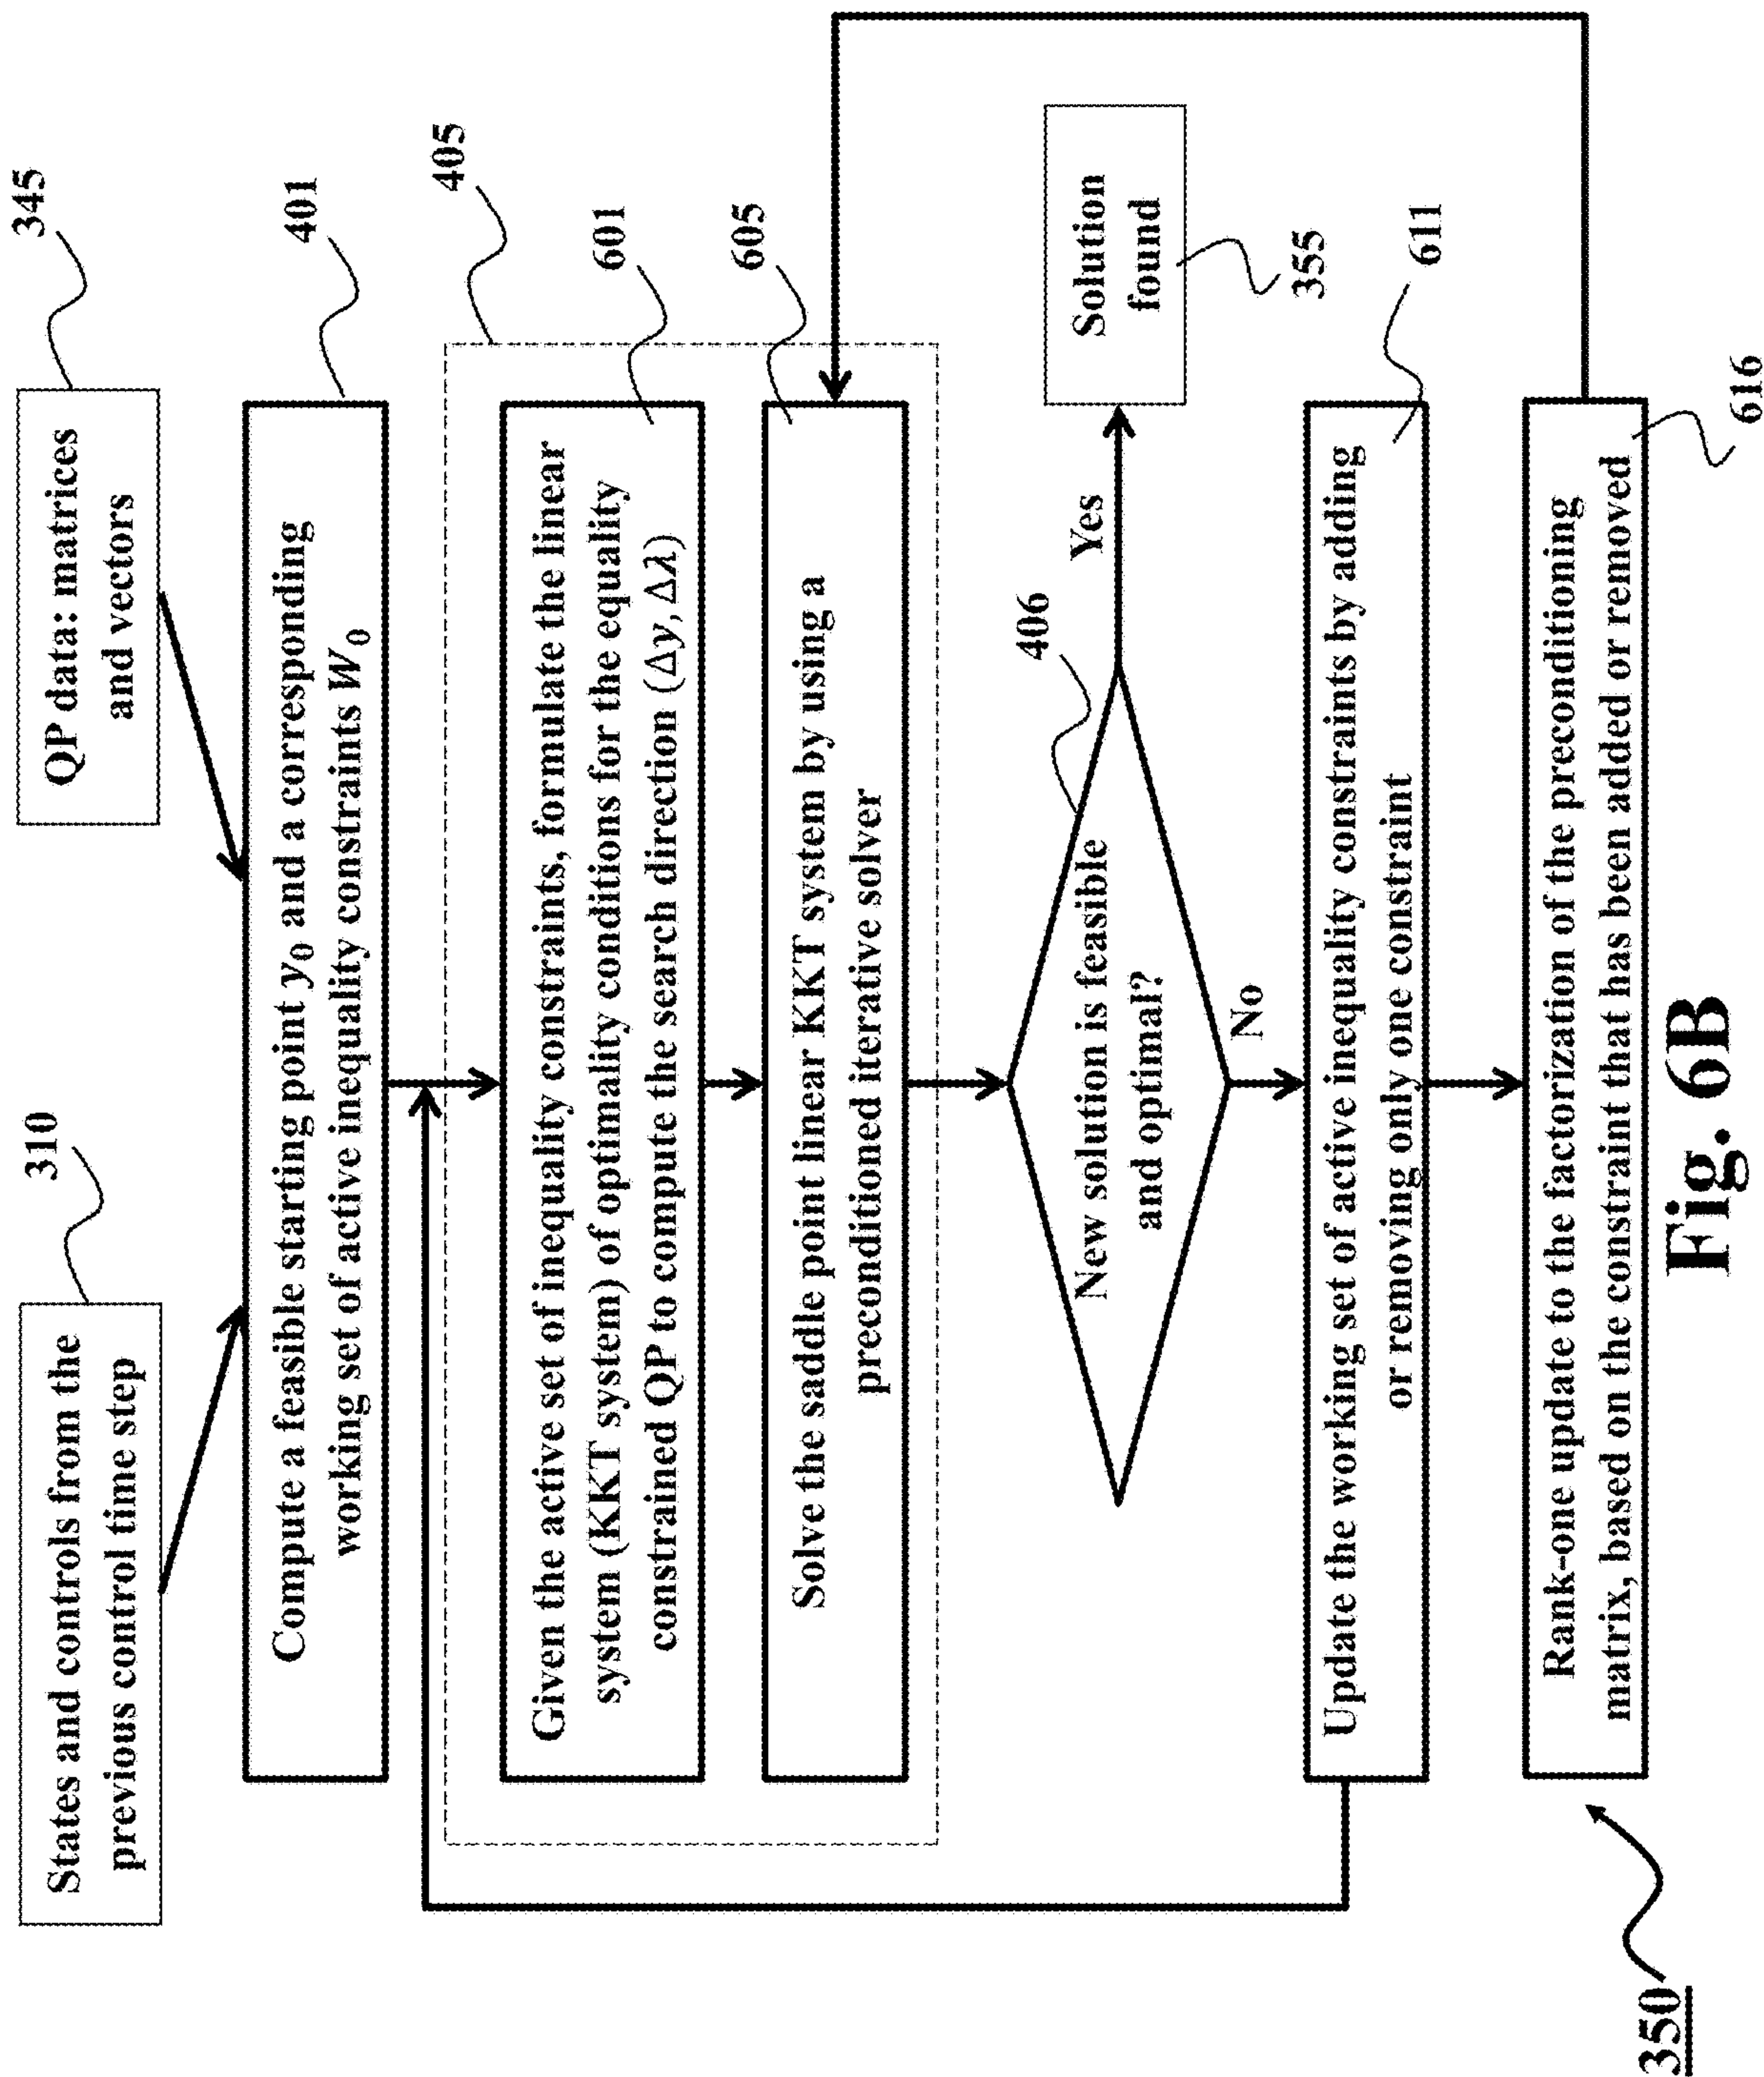 States and controls from the
previous control time step
310
QP data: matrices
and vectors
345
Compute a feasible starting point y₀ and a corresponding
working set of active inequality constraints W₀
401
405
Given the active set of inequality constraints, formulate the linear
system (KKT system) of optimality conditions for the equality
constrained QP to compute the search direction (Δy, Δλ)
601
Solve the saddle point linear KKT system by using a
preconditioned iterative solver
605
New solution is feasible
and optimal?
406
Yes
Solution
found
355
No
Update the working set of active inequality constraints by adding
or removing only one constraint
611
Rank-one update to the factorization of the preconditioning
matrix, based on the constraint that has been added or removed
616
350
Fig. 6B